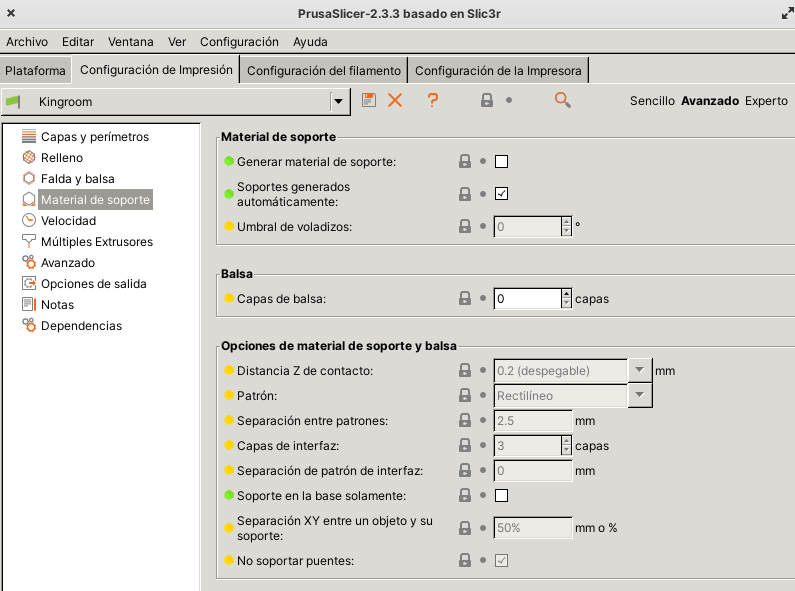 PrusaSlicer-2.3.3 basado en Slic3r
Archivo Editar Ventana Ver Configuración Ayuda
Plataforma Configuración de Impresión Configuración del filamento Configuración de la Impresora
Kingroom ? Sencillo Avanzado Experto
Capas y perímetros
Relleno
Falda y balsa
Material de soporte
Velocidad
Múltiples Extrusores
Avanzado
Opciones de salida
Notas
Dependencias
Material de soporte
Generar material de soporte:
Soportes generados
automáticamente:
Umbral de voladizos: 0 °
Balsa
Capas de balsa: 0 capas
Opciones de material de soporte y balsa
Distancia Z de contacto: 0.2 (despegable) mm
Patrón: Rectilíneo
Separación entre patrones: 2.5 mm
Capas de interfaz: 3 capas
Separación de patrón de interfaz: 0 mm
Soporte en la base solamente:
Separación XY entre un objeto y su
soporte: 50% mm o %
No soportar puentes: